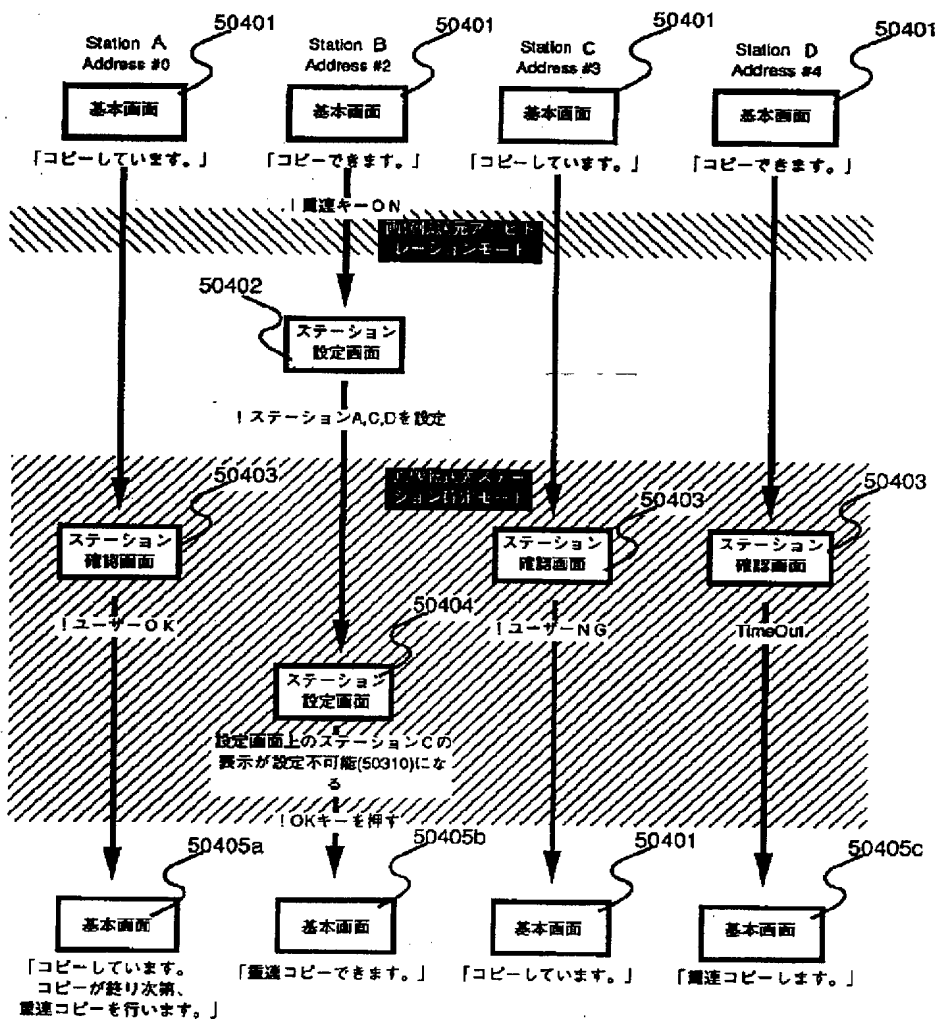 50401
50401
50401
50401
Station A
Address #0
Station B
Address #2
Station C
Address #3
Station D
Address #4
基本画面
基本画面
基本画面
基本画面
「コピーしています。」
「コピーできます。」
「コピーしています。」
「コピーできます。」
！重連キーON
レーションモード
50402
ステーション
設定画面
！ステーションA,C,Dを設定
50403
50403
50403
ステーション
確認画面
ステーション
確認画面
ステーション
確認画面
！ユーザーOK
50404
！ユーザーNG
TimeOut.
ステーション
設定画面
設定画面上のステーションCの
表示が設定不可能(50310)にな
る
！OKキーを押す
50405a
50405b
50401
50405c
基本画面
基本画面
基本画面
基本画面
「コピーしています。
コピーが終り次第、
重連コピーを行います。」
「重連コピーできます。」
「コピーしています。」
「重連コピーします。」